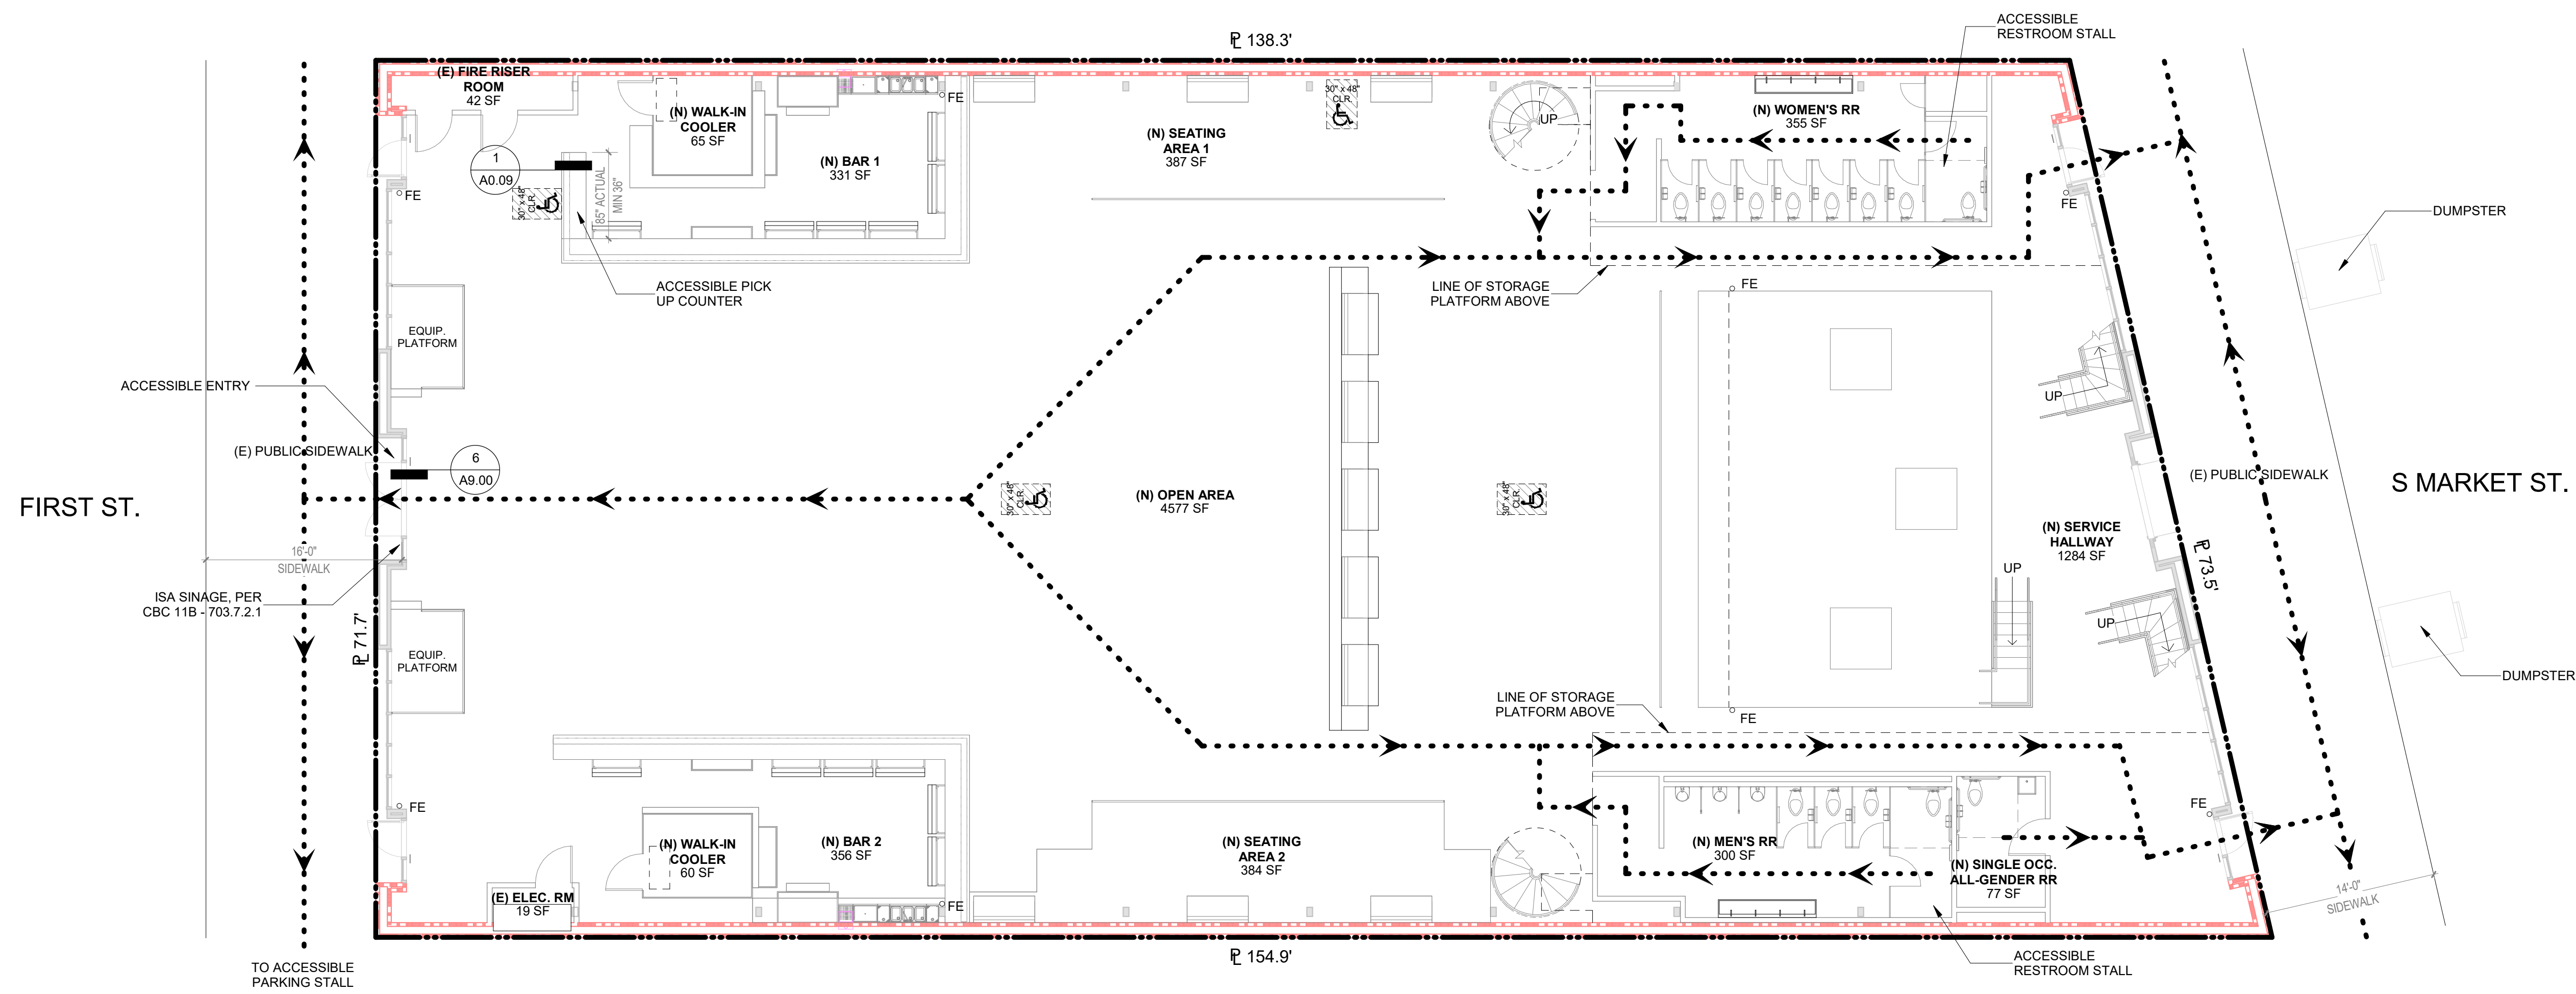 ACCESSIBLE
RESTROOM STALL
℄ 138.3'
(E) FIRE RISER
ROOM
42 SF
FE
(N) WALK-IN
COOLER
65 SF
(N) BAR 1
331 SF
(N) SEATING
AREA 1
387 SF
30" x 48"
CLR.
UP
(N) WOMEN'S RR
355 SF
1
A0.09
FE
30" x 48"
CLR.
85" ACTUAL
MIN 36"
FE
DUMPSTER
ACCESSIBLE PICK
UP COUNTER
LINE OF STORAGE
PLATFORM ABOVE
FE
EQUIP.
PLATFORM
ACCESSIBLE ENTRY
UP
(E) PUBLIC SIDEWALK
6
A9.00
(E) PUBLIC SIDEWALK
FIRST ST.
30" x 48"
CLR.
(N) OPEN AREA
4577 SF
30" x 48"
CLR.
S MARKET ST.
(N) SERVICE
HALLWAY
1284 SF
16'-0"
SIDEWALK
℄ 73.5'
UP
ISA SINAGE, PER
CBC 11B - 703.7.2.1
℄ 71.7'
EQUIP.
PLATFORM
UP
DUMPSTER
LINE OF STORAGE
PLATFORM ABOVE
FE
FE
FE
(N) WALK-IN
COOLER
60 SF
(N) BAR 2
356 SF
(N) SEATING
AREA 2
384 SF
(N) MEN'S RR
300 SF
(N) SINGLE OCC.
ALL-GENDER RR
77 SF
(E) ELEC. RM
19 SF
FE
14'-0"
SIDEWALK
TO ACCESSIBLE
PARKING STALL
℄ 154.9'
ACCESSIBLE
RESTROOM STALL